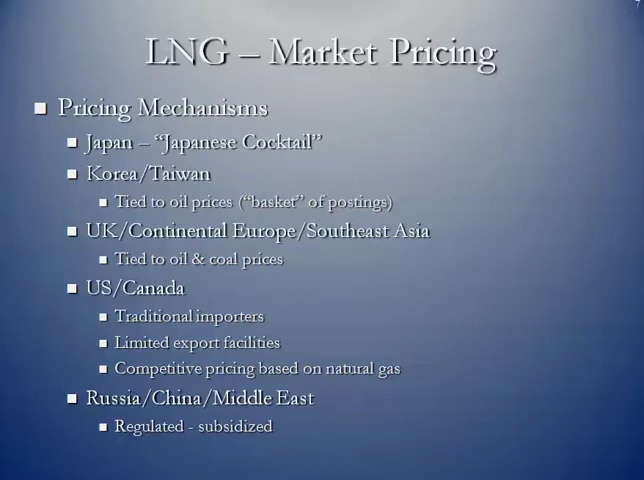 7
LNG – Market Pricing
Pricing Mechanisms
Japan – “Japanese Cocktail”
Korea/Taiwan
Tied to oil prices (“basket” of postings)
UK/Continental Europe/Southeast Asia
Tied to oil & coal prices
US/Canada
Traditional importers
Limited export facilities
Competitive pricing based on natural gas
Russia/China/Middle East
Regulated - subsidized